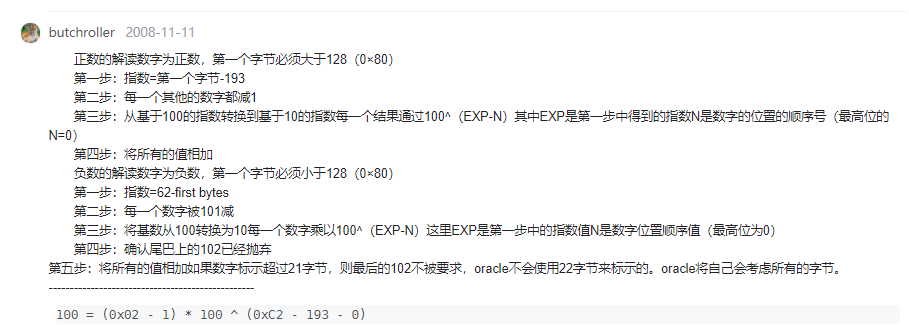 butchroller 2008-11-11
正数的解读数字为正数，第一个字节必须大于128（0×80）
第一步：指数=第一个字节-193
第二步：每一个其他的数字都减1
第三步：从基于100的指数转换到基于10的指数每一个结果通过100^（EXP-N）其中EXP是第一步中得到的指数N是数字的位置的顺序号（最高位的
N=0）
第四步：将所有的值相加
负数的解读数字为负数，第一个字节必须小于128（0×80）
第一步：指数=62-first bytes
第二步：每一个数字被101减
第三步：将基数从100转换为10每一个数字乘以100^（EXP-N）这里EXP是第一步中的指数值N是数字位置顺序值（最高位为0）
第四步：确认尾巴上的102已经抛弃
第五步：将所有的值相加如果数字标示超过21字节，则最后的102不被要求，oracle不会使用22字节来标示的。oracle将自己会考虑所有的字节。
---------------------------------------------------
100 = (0x02 - 1) * 100 ^ (0xC2 - 193 - 0)